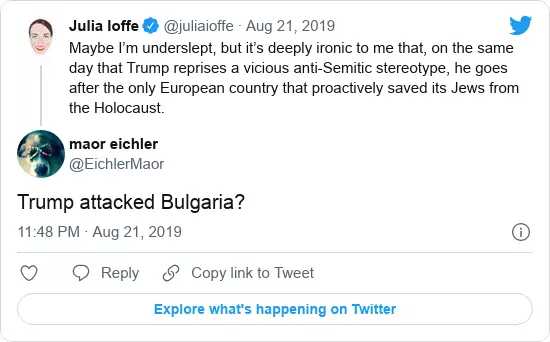 Julia Ioffe @juliaioffe · Aug 21, 2019
Maybe I’m underslept, but it’s deeply ironic to me that, on the same
day that Trump reprises a vicious anti-Semitic stereotype, he goes
after the only European country that proactively saved its Jews from
the Holocaust.
maor eichler
@EichlerMaor
Trump attacked Bulgaria?
11:48 PM · Aug 21, 2019
Reply Copy link to Tweet
Explore what's happening on Twitter